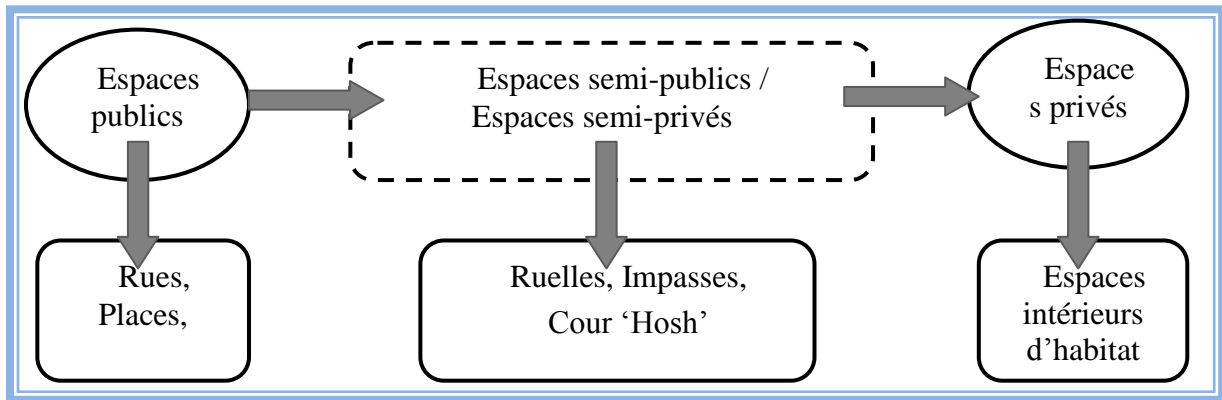 Espaces
publics
Espaces semi-publics /
Espaces semi-privés
Espace
s privés
Rues,
Places,
Ruelles, Impasses,
Cour ‘Hosh’
Espaces
intérieurs
d’habitat